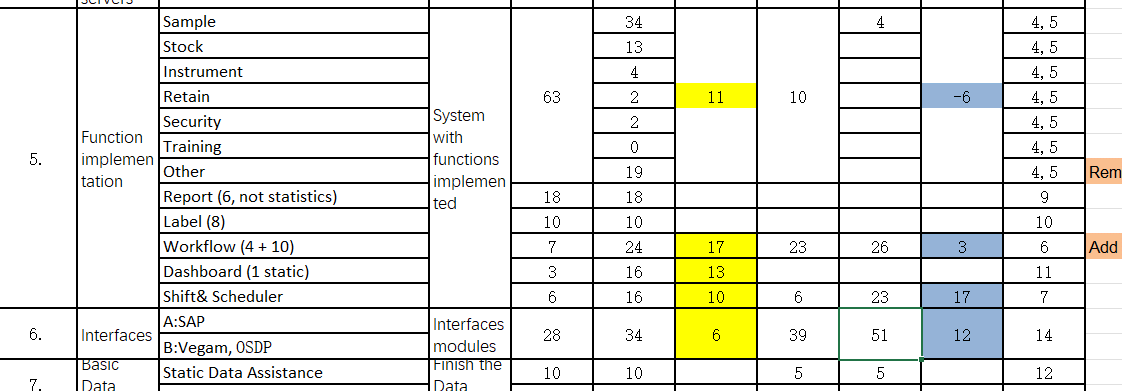 servers
Sample 34 4 4, 5
Stock 13 4, 5
Instrument 4 4, 5
Retain 63 2 11 10 -6 4, 5
Security 2 4, 5
Training 0 4, 5
Other 19 4, 5 Rem
5. Function implemen tation
System with functions implemen ted
Report (6, not statistics) 18 18 9
Label (8) 10 10 10
Workflow (4 + 10) 7 24 17 23 26 3 6 Add
Dashboard (1 static) 3 16 13 11
Shift& Scheduler 6 16 10 6 23 17 7
6. Interfaces
A:SAP
B:Vegam, OSDP
Interfaces modules
28 34 6 39 51 12 14
7. Basic Data
Static Data Assistance
Finish the Data
10 10 5 5 12